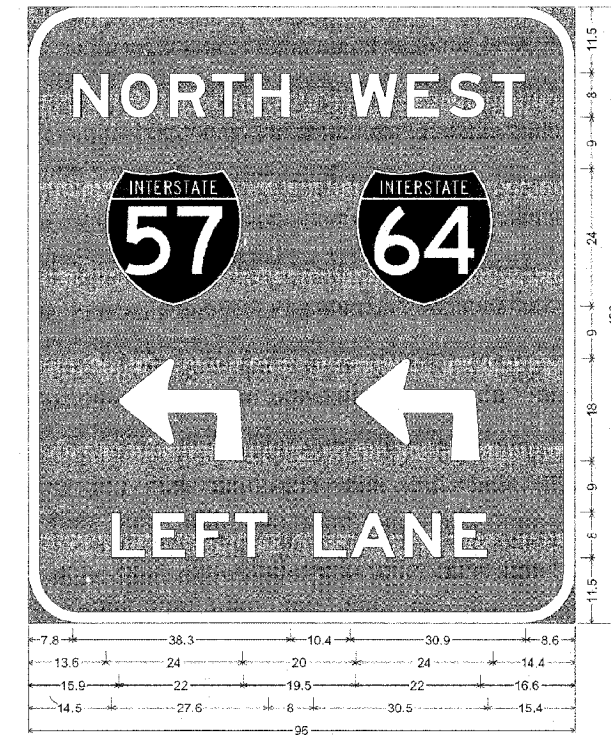 NORTH WEST
INTERSTATE INTERSTATE
57 64
LEFT LANE
11.5
8
9
24
9
18
9
8
11.5
7.8 38.3 10.4 30.9 8.6
13.6 24 20 24 14.4
15.9 22 19.5 22 16.6
14.5 27.6 8 30.5 15.4
96